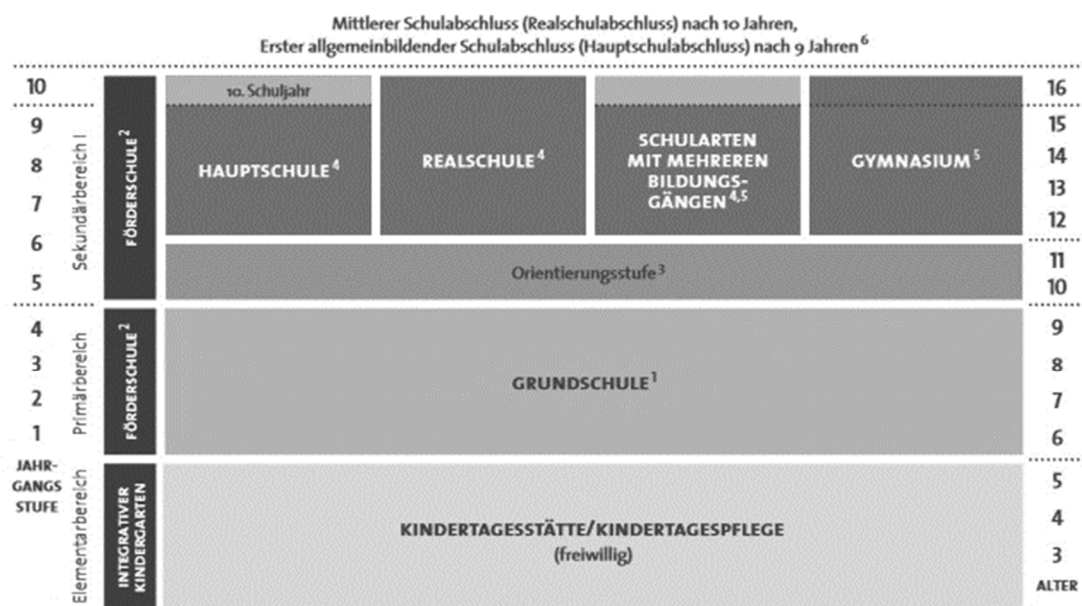 Mittlerer Schulabschluss (Realschulabschluss) nach 10 Jahren,
Erster allgemeinbildender Schulabschluss (Hauptschulabschluss) nach 9 Jahren⁶
10
9
8
7
6
5
4
3
2
1
JAHR-
GANGS
STUFE
Sekundärbereich I
Primärbereich
Elementarbereich
FÖRDERSCHULE²
FÖRDERSCHULE²
INTEGRATIVER
KINDERGARTEN
10. Schuljahr
HAUPTSCHULE⁴
REALSCHULE⁴
SCHULARTEN
MIT MEHREREN
BILDUNGS-
GÄNGEN⁴,⁵
GYMNASIUM⁵
Orientierungsstufe³
GRUNDSCHULE¹
KINDERTAGESSTÄTTE/KINDERTAGESPFLEGE
(freiwillig)
16
15
14
13
12
11
10
9
8
7
6
5
4
3
ALTER